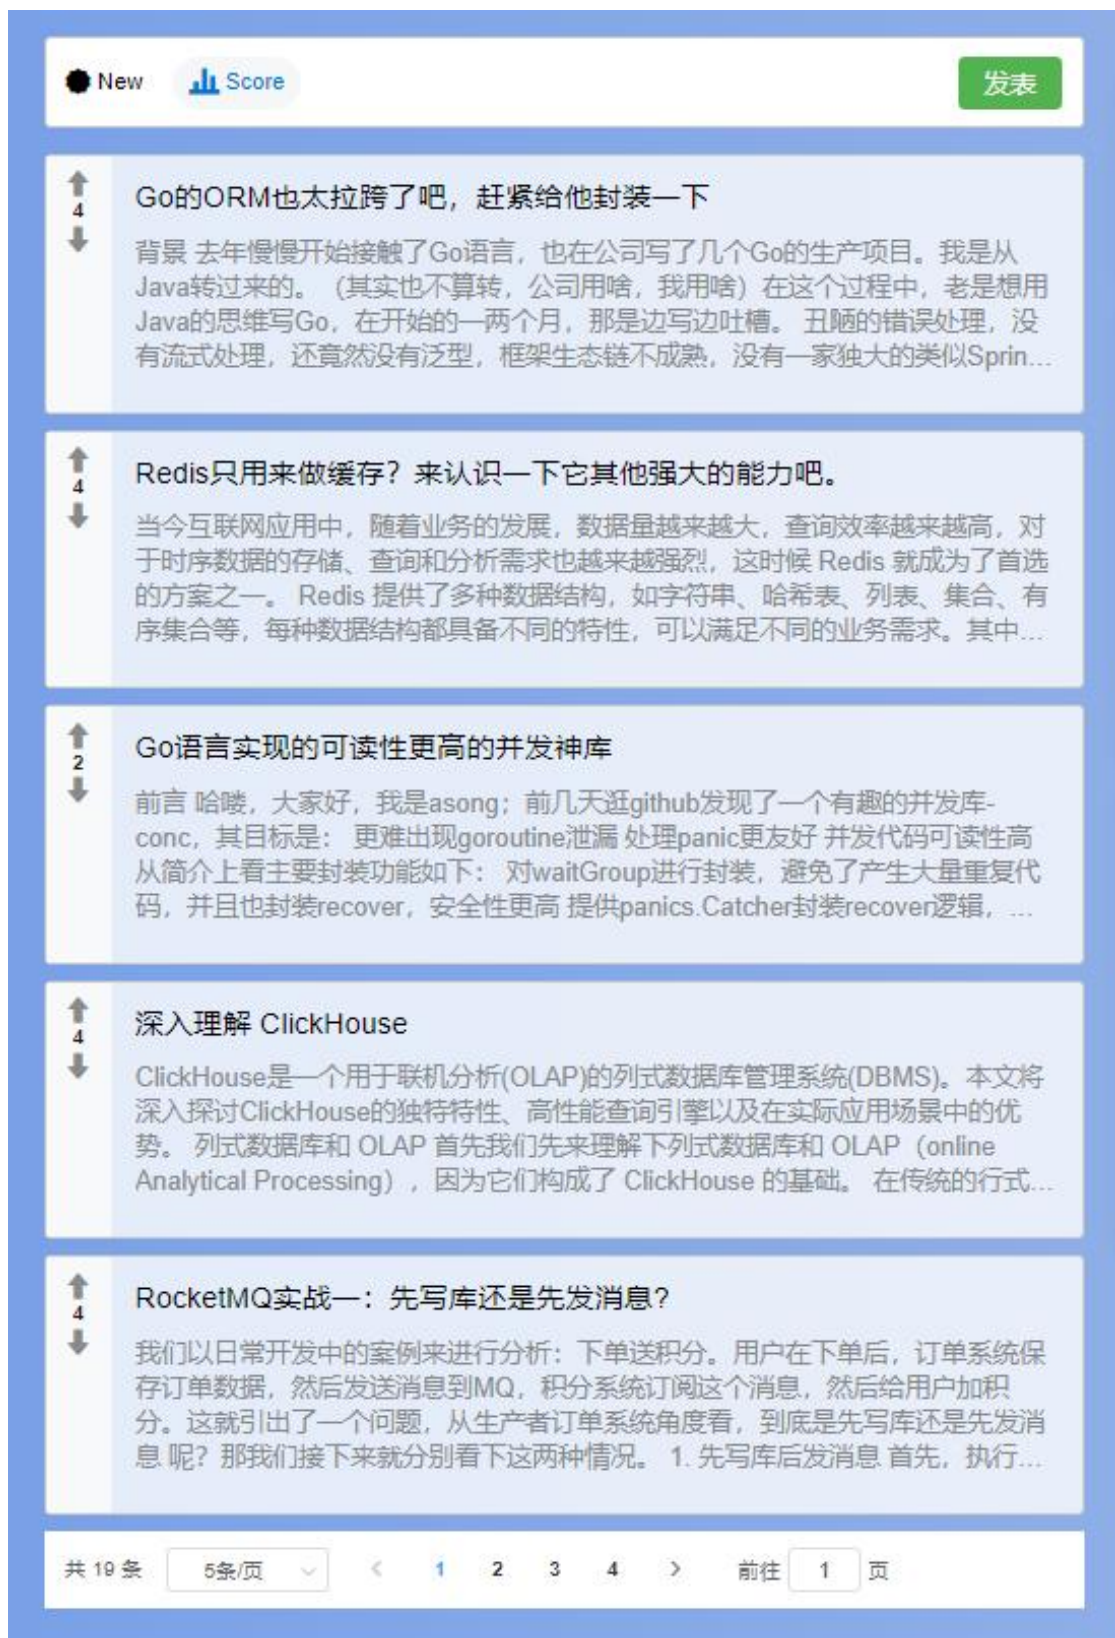 New Score 发表
4
Go的ORM也太拉跨了吧，赶紧给他封装一下
背景 去年慢慢开始接触了Go语言，也在公司写了几个Go的生产项目。我是从
Java转过来的。（其实也不算转，公司用啥，我用啥）在这个过程中，老是想用
Java的思维写Go，在开始的一两个月，那是边写边吐槽。 丑陋的错误处理，没
有流式处理，还竟然没有泛型，框架生态链不成熟，没有一家独大的类似Sprin...
4
Redis只用来做缓存？来认识一下它其他强大的能力吧。
当今互联网应用中，随着业务的发展，数据量越来越大，查询效率越来越高，对
于时序数据的存储、查询和分析需求也越来越强烈，这时候 Redis 就成为了首选
的方案之一。 Redis 提供了多种数据结构，如字符串、哈希表、列表、集合、有
序集合等，每种数据结构都具备不同的特性，可以满足不同的业务需求。其中...
2
Go语言实现的可读性更高的并发神库
前言 哈喽，大家好，我是asong；前几天逛github发现了一个有趣的并发库-
conc，其目标是： 更难出现goroutine泄漏 处理panic更友好 并发代码可读性高
从简介上看主要封装功能如下： 对waitGroup进行封装，避免了产生大量重复代
码，并且也封装recover，安全性更高 提供panics.Catcher封装recover逻辑，...
4
深入理解 ClickHouse
ClickHouse是一个用于联机分析(OLAP)的列式数据库管理系统(DBMS)。本文将
深入探讨ClickHouse的独特特性、高性能查询引擎以及在实际应用场景中的优
势。 列式数据库和 OLAP 首先我们先来理解下列式数据库和 OLAP（online
Analytical Processing），因为它们构成了 ClickHouse 的基础。 在传统的行式...
4
RocketMQ实战一：先写库还是先发消息？
我们以日常开发中的案例来进行分析：下单送积分。用户在下单后，订单系统保
存订单数据，然后发送消息到MQ，积分系统订阅这个消息，然后给用户加积
分。这就引出了一个问题，从生产者订单系统角度看，到底是先写库还是先发消
息 呢？那我们接下来就分别看下这两种情况。 1. 先写库后发消息 首先，执行...
共 19 条 5条/页 1 2 3 4 前往 1 页